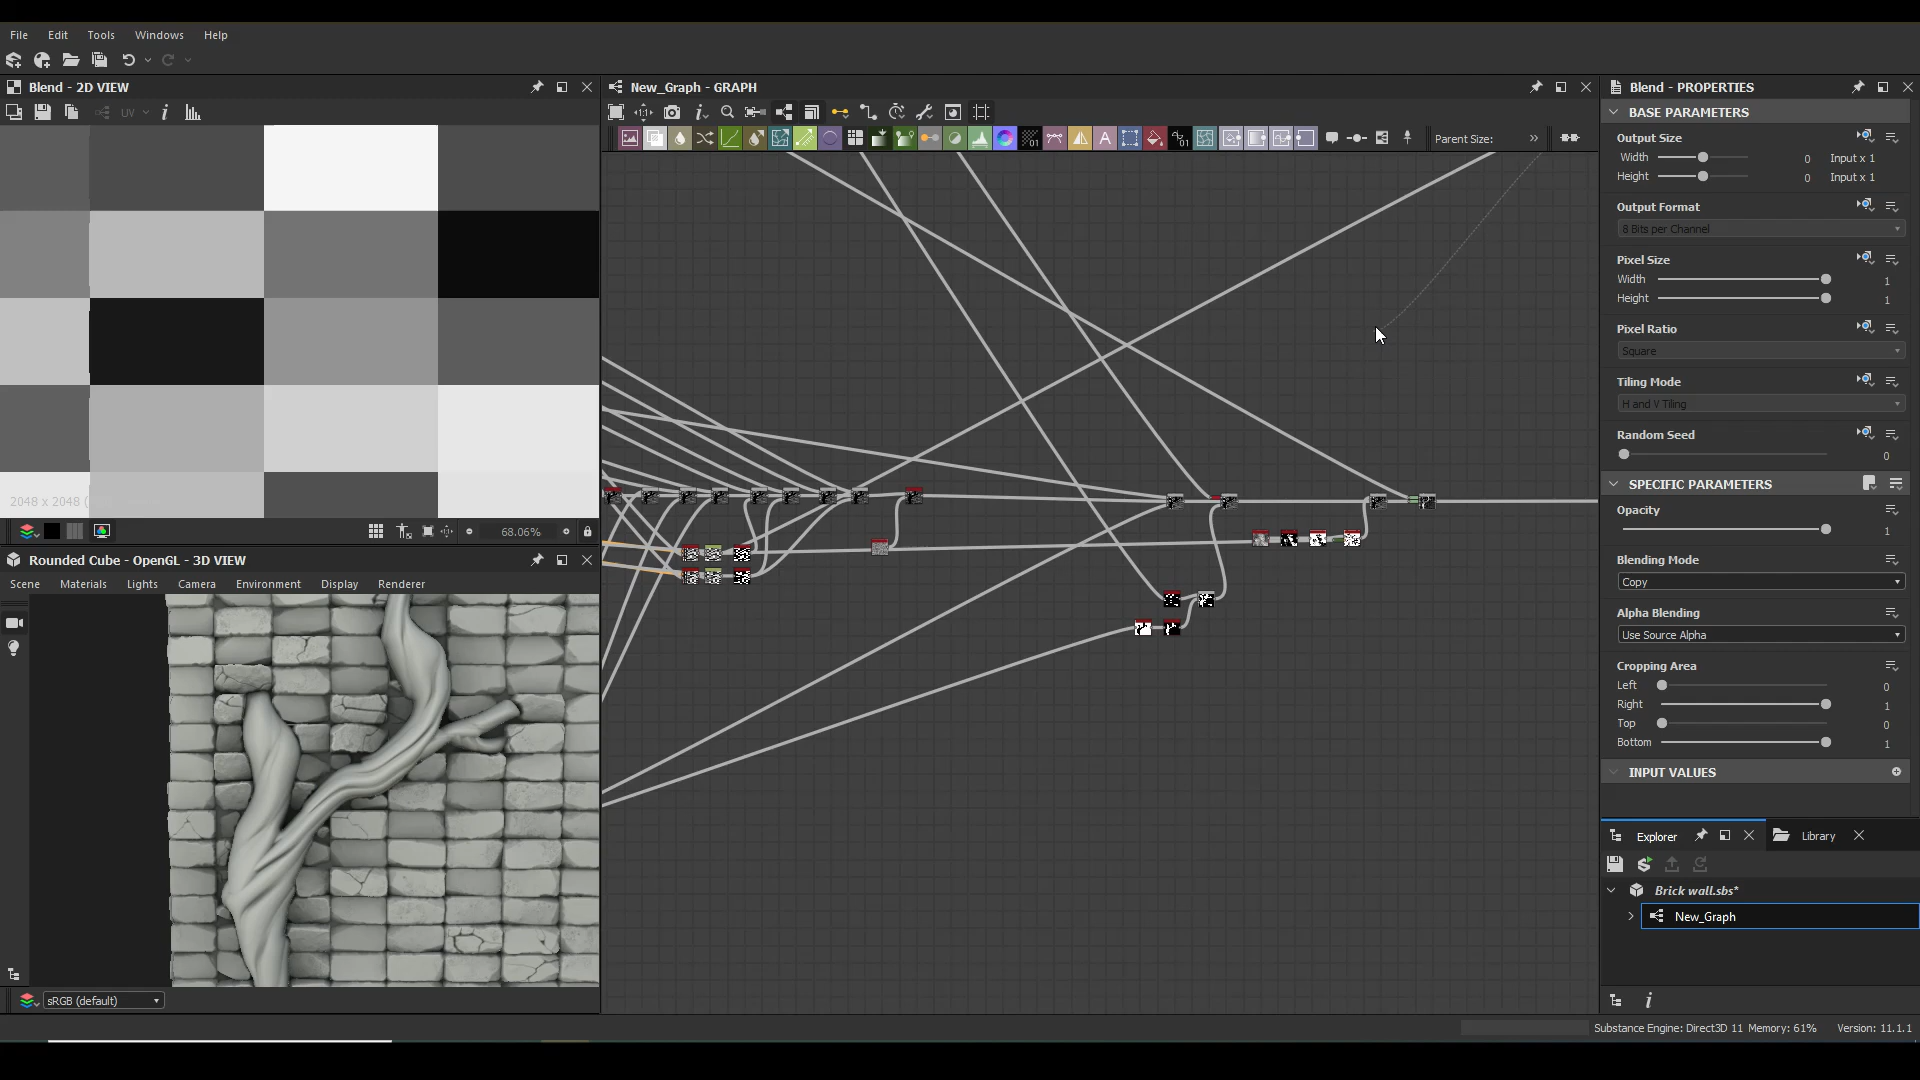 File Edit Tools Windows Help
Blend - 2D VIEW
UV
2048 x 2048 (
68.06%
Rounded Cube - OpenGL - 3D VIEW
Scene Materials Lights Camera Environment Display Renderer
sRGB (default)
New_Graph - GRAPH
Parent Size:
Blend - PROPERTIES
BASE PARAMETERS
Output Size
Width 0 Input x 1
Height 0 Input x 1
Output Format
8 Bits per Channel
Pixel Size
Width 1
Height 1
Pixel Ratio
Square
Tiling Mode
H and V Tiling
Random Seed
0
SPECIFIC PARAMETERS
Opacity
1
Blending Mode
Copy
Alpha Blending
Use Source Alpha
Cropping Area
Left 0
Right 1
Top 0
Bottom 1
INPUT VALUES
Explorer Library
Brick wall.sbs*
New_Graph
Substance Engine: Direct3D 11 Memory: 61% Version: 11.1.1